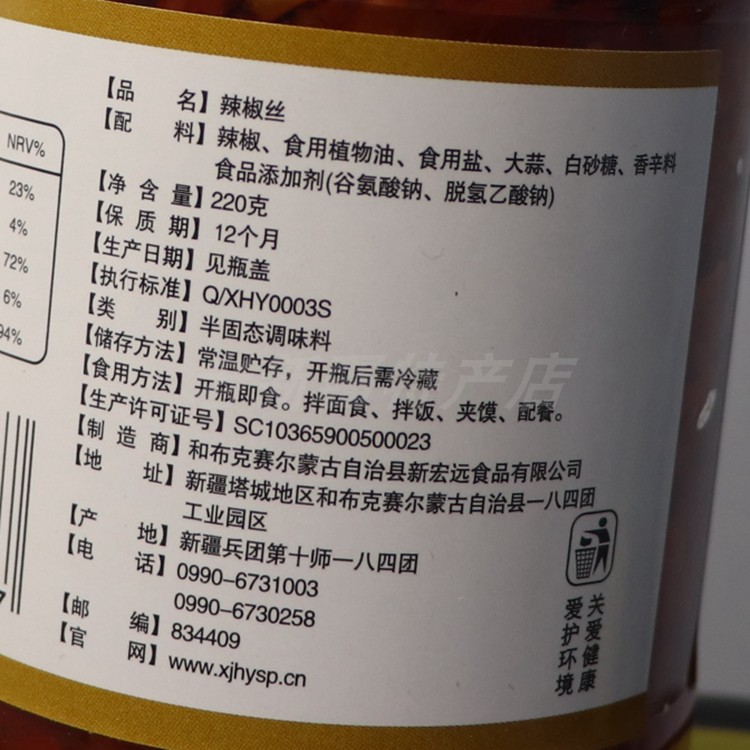 NRV%
23%
4%
72%
6%
94%
【品 名】辣椒丝
【配 料】辣椒、食用植物油、食用盐、大蒜、白砂糖、香辛料
食品添加剂(谷氨酸钠、脱氢乙酸钠)
【净 含 量】220克
【保 质 期】12个月
【生产日期】见瓶盖
【执行标准】Q/XHY0003S
【类 别】半固态调味料
【储存方法】常温贮存，开瓶后需冷藏
【食用方法】开瓶即食。拌面食、拌饭、夹馍、配餐。
【生产许可证号】SC10365900500023
【制 造 商】和布克赛尔蒙古自治县新宏远食品有限公司
【地 址】新疆塔城地区和布克赛尔蒙古自治县一八四团
工业园区
【产 地】新疆兵团第十师一八四团
【电 话】0990-6731003
0990-6730258
【邮 编】834409
【官 网】www.xjhysp.cn
关爱健康
爱护环境